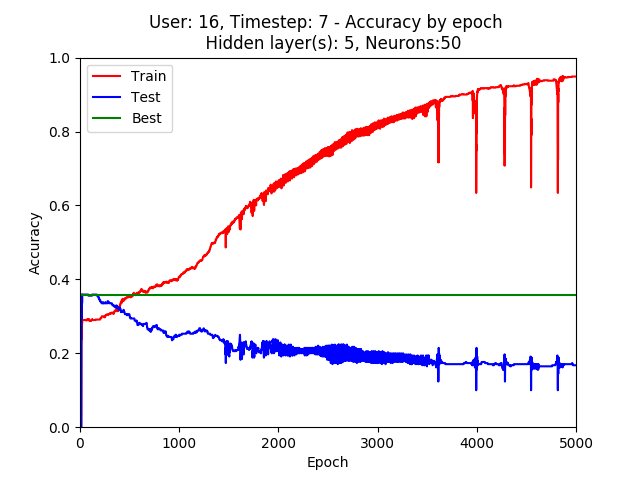 User: 16, Timestep: 7 - Accuracy by epoch
Hidden layer(s): 5, Neurons:50
1.0
0.8
0.6
0.4
0.2
0.0
Accuracy
Train
Test
Best
0 1000 2000 3000 4000 5000
Epoch